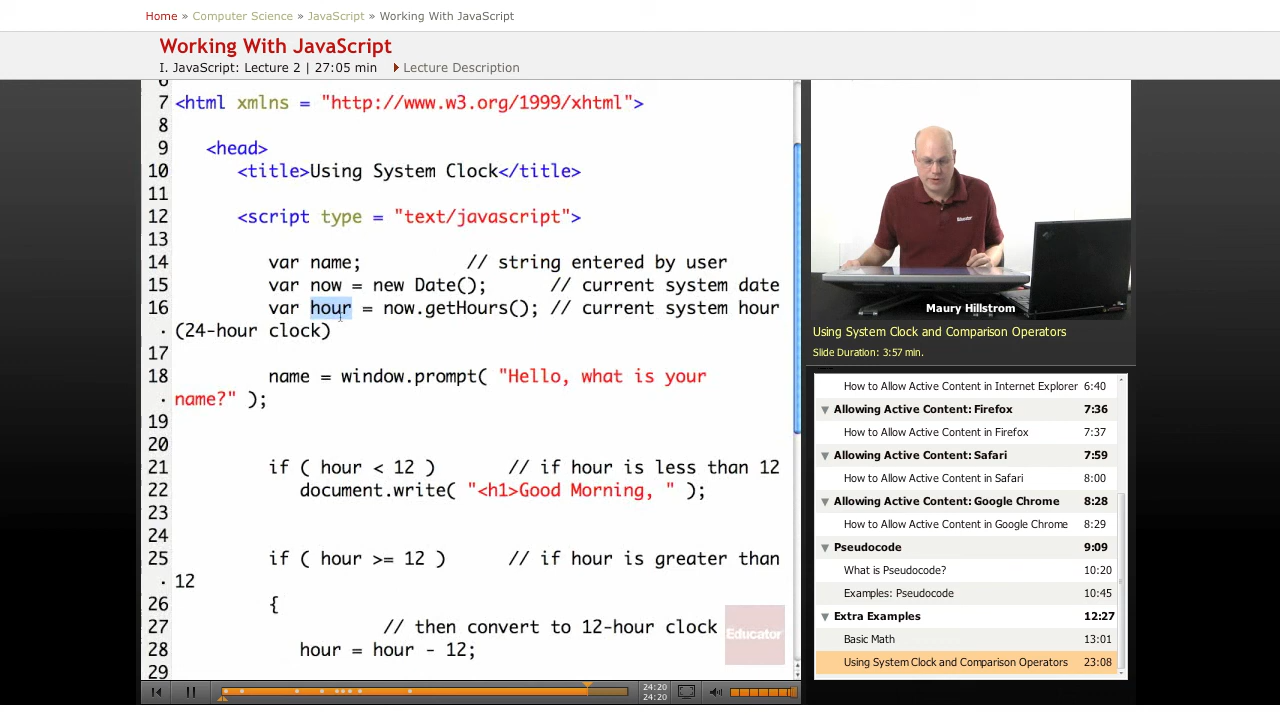 Home » Computer Science » JavaScript » Working With JavaScript
Working With JavaScript
I. JavaScript: Lecture 2 | 27:05 min Lecture Description
7 <html xmlns = "http://www.w3.org/1999/xhtml">
8
9 <head>
10 <title>Using System Clock</title>
11
12 <script type = "text/javascript">
13
14 var name; // string entered by user
15 var now = new Date(); // current system date
16 var hour = now.getHours(); // current system hour
· (24-hour clock)
17
18 name = window.prompt( "Hello, what is your
· name?" );
19
20
21 if ( hour < 12 ) // if hour is less than 12
22 document.write( "<h1>Good Morning, " );
23
24
25 if ( hour >= 12 ) // if hour is greater than
· 12
26 {
27 // then convert to 12-hour clock
28 hour = hour - 12;
29
Educator
Educator
Maury Hillstrom
Using System Clock and Comparison Operators
Slide Duration: 3:57 min.
How to Allow Active Content in Internet Explorer 6:40
Allowing Active Content: Firefox 7:36
How to Allow Active Content in Firefox 7:37
Allowing Active Content: Safari 7:59
How to Allow Active Content in Safari 8:00
Allowing Active Content: Google Chrome 8:28
How to Allow Active Content in Google Chrome 8:29
Pseudocode 9:09
What is Pseudocode? 10:20
Examples: Pseudocode 10:45
Extra Examples 12:27
Basic Math 13:01
Using System Clock and Comparison Operators 23:08
24:20
24:20